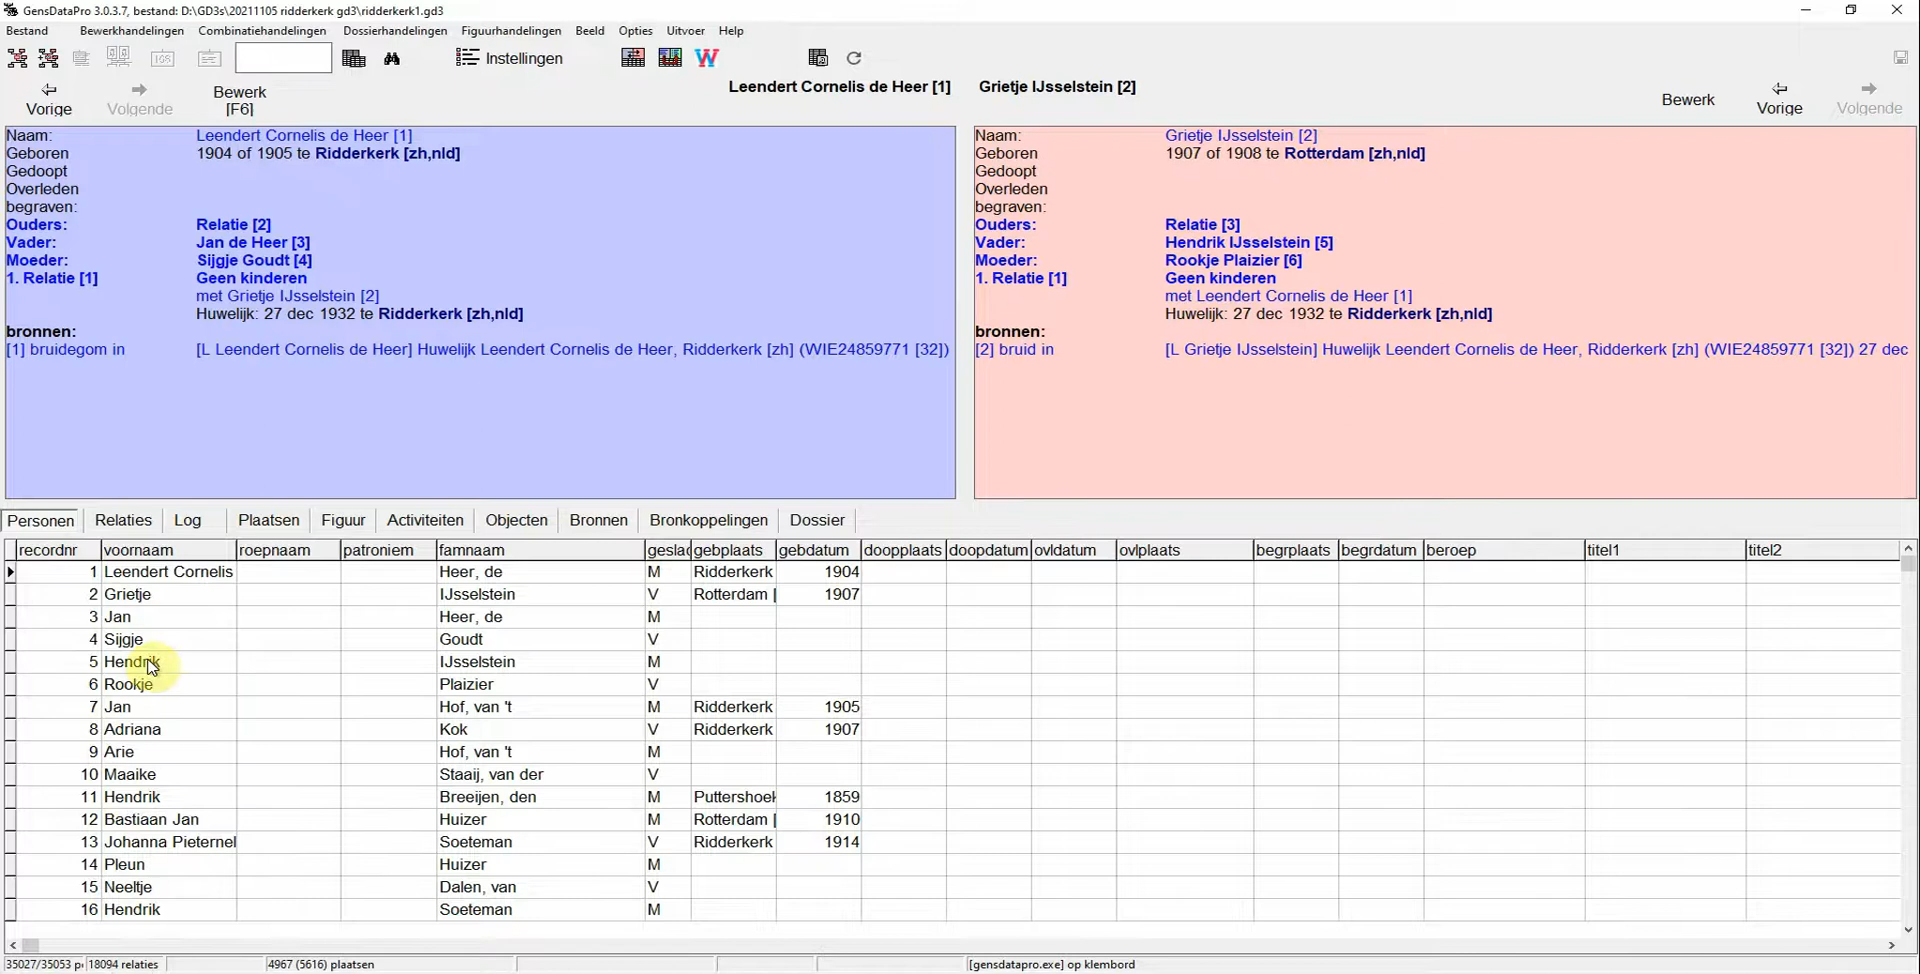 GensDataPro 3.0.3.7, bestand: D:\GD3s\20211105 ridderkerk gd3\ridderkerk1.gd3
Bestand Bewerkhandelingen Combinatiehandelingen Dossierhandelingen Figuurhandelingen Beeld Opties Uitvoer Help
Instellingen
Vorige Volgende Bewerk [F6] Leendert Cornelis de Heer [1] Grietje IJsselstein [2] Bewerk Vorige Volgende
Naam: Leendert Cornelis de Heer [1]
Geboren 1904 of 1905 te Ridderkerk [zh,nld]
Gedoopt
Overleden
begraven:
Ouders: Relatie [2]
Vader: Jan de Heer [3]
Moeder: Sijgje Goudt [4]
1. Relatie [1] Geen kinderen
met Grietje IJsselstein [2]
Huwelijk: 27 dec 1932 te Ridderkerk [zh,nld]
bronnen:
[1] bruidegom in [L Leendert Cornelis de Heer] Huwelijk Leendert Cornelis de Heer, Ridderkerk [zh] (WIE24859771 [32])
Naam: Grietje IJsselstein [2]
Geboren 1907 of 1908 te Rotterdam [zh,nld]
Gedoopt
Overleden
begraven:
Ouders: Relatie [3]
Vader: Hendrik IJsselstein [5]
Moeder: Rookje Plaizier [6]
1. Relatie [1] Geen kinderen
met Leendert Cornelis de Heer [1]
Huwelijk: 27 dec 1932 te Ridderkerk [zh,nld]
bronnen:
[2] bruid in [L Grietje IJsselstein] Huwelijk Leendert Cornelis de Heer, Ridderkerk [zh] (WIE24859771 [32]) 27 dec
Personen Relaties Log Plaatsen Figuur Activiteiten Objecten Bronnen Bronkoppelingen Dossier
recordnr voornaam roepnaam patroniem famnaam geslac gebplaats gebdatum doopplaats doopdatum ovldatum ovlplaats begrplaats begrdatum beroep titel1 titel2
1 Leendert Cornelis Heer, de M Ridderkerk 1904
2 Grietje IJsselstein V Rotterdam [ 1907
3 Jan Heer, de M
4 Sijgje Goudt V
5 Hendrik IJsselstein M
6 Rookje Plaizier V
7 Jan Hof, van 't M Ridderkerk 1905
8 Adriana Kok V Ridderkerk 1907
9 Arie Hof, van 't M
10 Maaike Staaij, van der V
11 Hendrik Breeijen, den M Puttershoek 1859
12 Bastiaan Jan Huizer M Rotterdam [ 1910
13 Johanna Pieternel Soeteman V Ridderkerk 1914
14 Pleun Huizer M
15 Neeltje Dalen, van V
16 Hendrik Soeteman M
35027/35053 p 18094 relaties 4967 (5616) plaatsen [gensdatapro.exe] op klembord